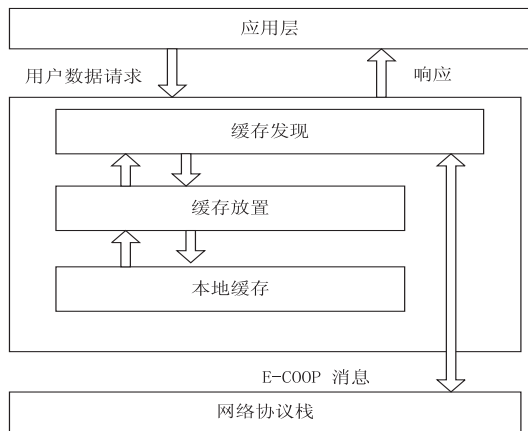 应用层
用户数据请求
响应
缓存发现
缓存放置
本地缓存
E-COOP 消息
网络协议栈